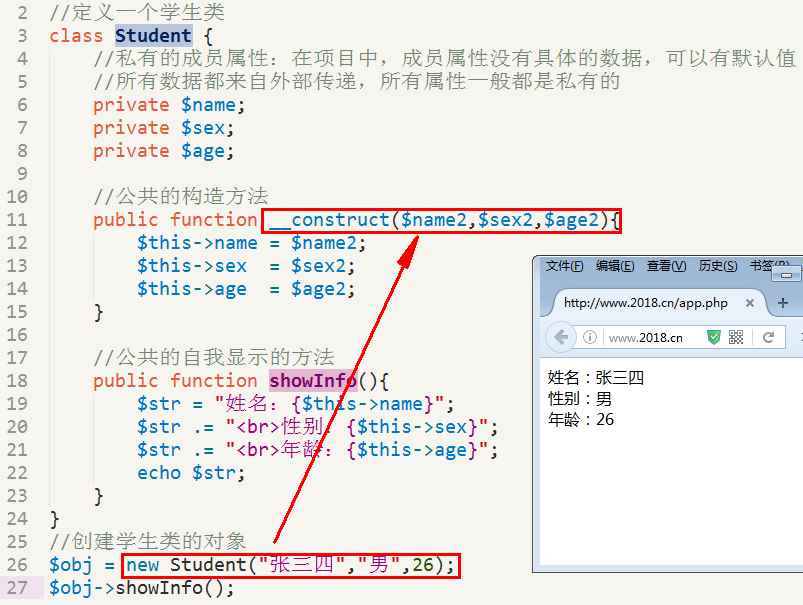 2 //定义一个学生类
3 class Student {
4 //私有的成员属性：在项目中，成员属性没有具体的数据，可以有默认值
5 //所有数据都来自外部传递，所有属性一般都是私有的
6 private $name;
7 private $sex;
8 private $age;
9
10 //公共的构造方法
11 public function __construct($name2,$sex2,$age2){
12 $this->name = $name2;
13 $this->sex  = $sex2;
14 $this->age  = $age2;
15 }
16
17 //公共的自我显示的方法
18 public function showInfo(){
19 $str = "姓名：{$this->name}";
20 $str .= "<br>性别：{$this->sex}";
21 $str .= "<br>年龄：{$this->age}";
22 echo $str;
23 }
24 }
25 //创建学生类的对象
26 $obj = new Student("张三四","男",26);
27 $obj->showInfo();
文件(F) 编辑(E) 查看(V) 历史(S) 书签(B)
http://www.2018.cn/app.php
www.2018.cn
姓名：张三四
性别：男
年龄：26